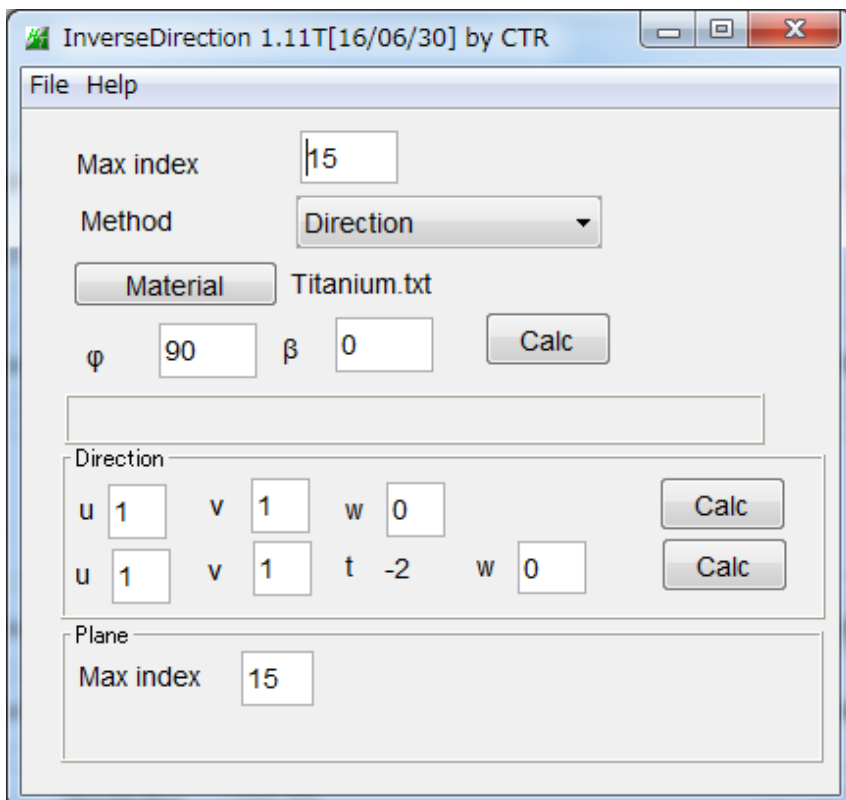 InverseDirection 1.11T[16/06/30] by CTR
File Help
Max index 15
Method Direction
Material Titanium.txt
φ 90 β 0 Calc
Direction
u 1 v 1 w 0 Calc
u 1 v 1 t -2 w 0 Calc
Plane
Max index 15